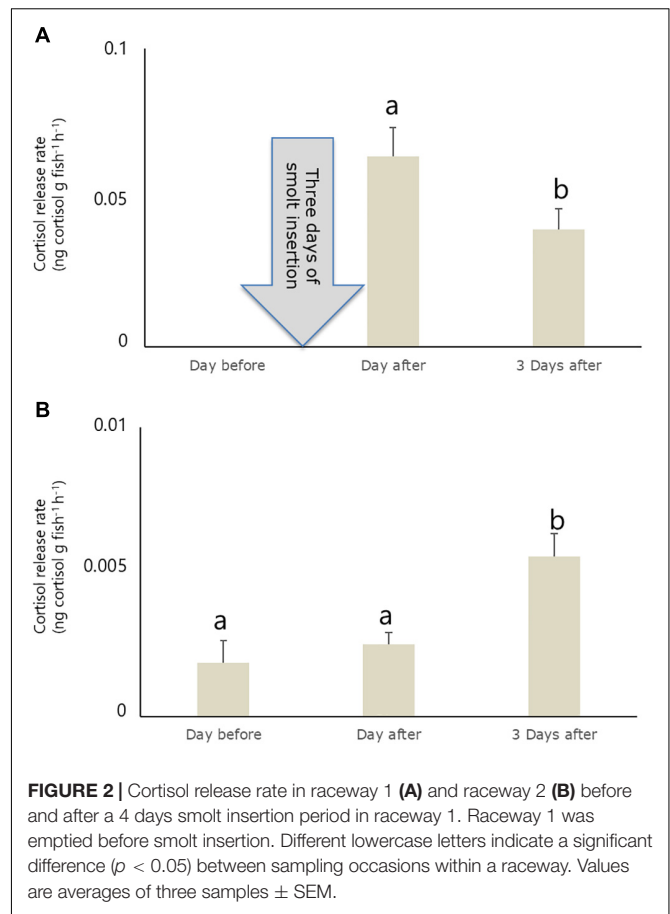 A
0.1
Cortisol release rate
(ng cortisol g fish⁻¹ h⁻¹)
0.05
0
Three days of
smolt insertion
a
b
Day before
Day after
3 Days after
B
0.01
Cortisol release rate
(ng cortisol g fish⁻¹ h⁻¹)
0.005
0
a
a
b
Day before
Day after
3 Days after
FIGURE 2 | Cortisol release rate in raceway 1 (A) and raceway 2 (B) before
and after a 4 days smolt insertion period in raceway 1. Raceway 1 was
emptied before smolt insertion. Different lowercase letters indicate a significant
difference (p < 0.05) between sampling occasions within a raceway. Values
are averages of three samples ± SEM.